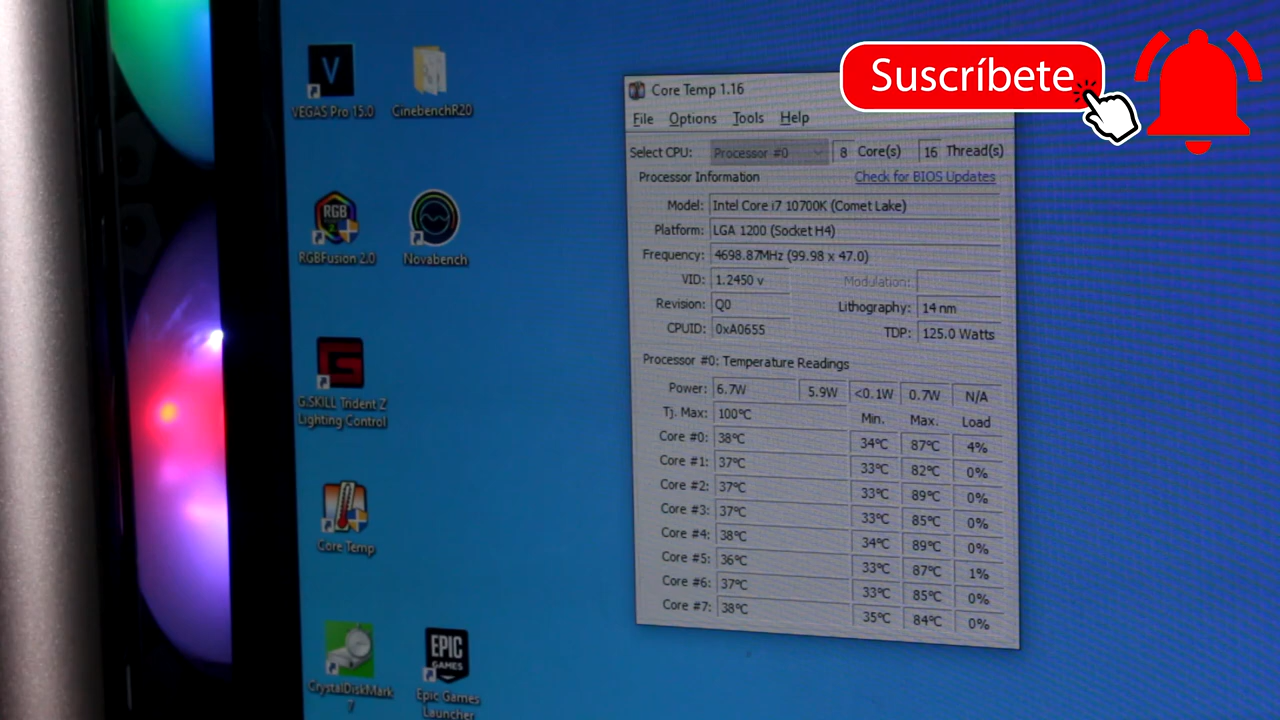 Suscríbete
VEGAS Pro 15.0
CinebenchR20
RGB
RGBFusion 2.0
Novabench
G.SKILL Trident Z
Lighting Control
Core Temp
CrystalDiskMark
7
EPIC
GAMES
Epic Games
Launcher
Core Temp 1.16
File Options Tools Help
Select CPU: Processor #0 8 Core(s) 16 Thread(s)
Processor Information Check for BIOS Updates
Model: Intel Core i7 10700K (Comet Lake)
Platform: LGA 1200 (Socket H4)
Frequency: 4698.87MHz (99.98 x 47.0)
VID: 1.2450 v Modulation:
Revision: Q0 Lithography: 14 nm
CPUID: 0xA0655 TDP: 125.0 Watts
Processor #0: Temperature Readings
Power: 6.7W 5.9W <0.1W 0.7W N/A
Tj. Max: 100°C Min. Max. Load
Core #0: 38°C 34°C 87°C 4%
Core #1: 37°C 33°C 82°C 0%
Core #2: 37°C 33°C 89°C 0%
Core #3: 37°C 33°C 85°C 0%
Core #4: 38°C 34°C 89°C 0%
Core #5: 36°C 33°C 87°C 1%
Core #6: 37°C 33°C 85°C 0%
Core #7: 38°C 35°C 84°C 0%